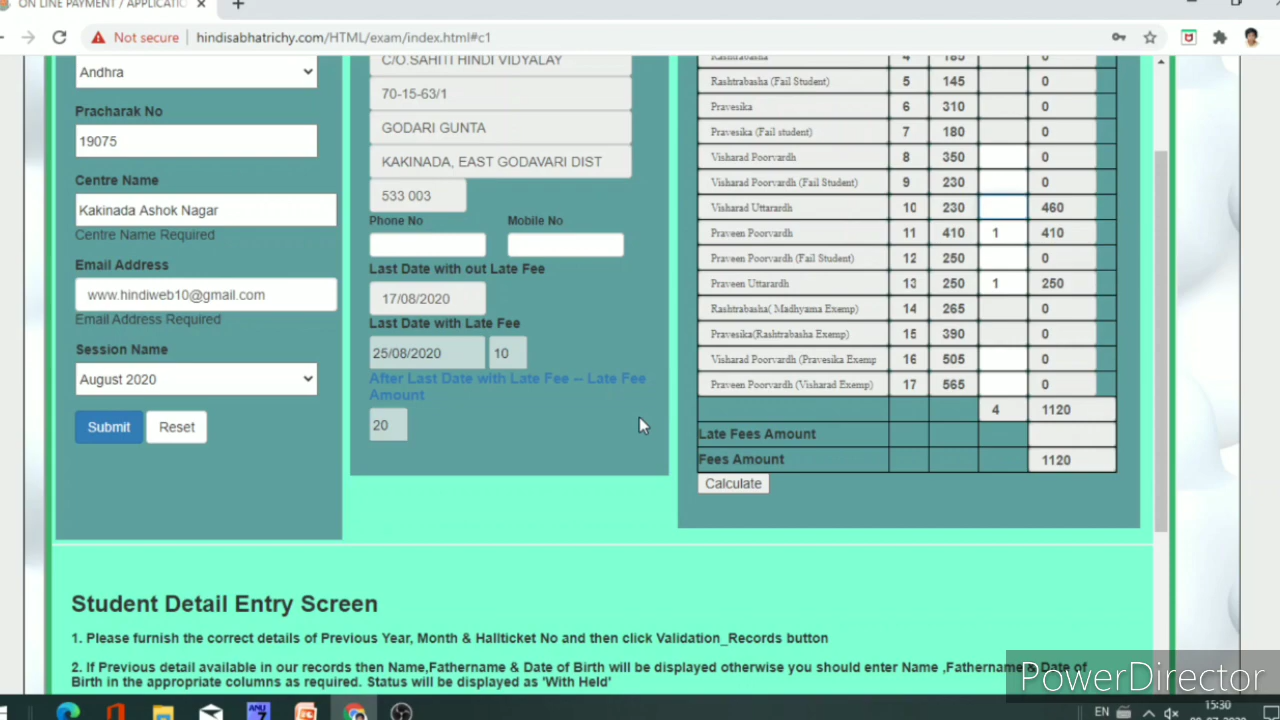 ON LINE PAYMENT / APPLICATIO
Not secure hindisabhatrichy.com/HTML/exam/index.html#c1
Andhra
Pracharak No
19075
Centre Name
Kakinada Ashok Nagar
Centre Name Required
Email Address
www.hindiweb10@gmail.com
Email Address Required
Session Name
August 2020
Submit Reset
C/O.SAHITI HINDI VIDYALAY
70-15-63/1
GODARI GUNTA
KAKINADA, EAST GODAVARI DIST
533 003
Phone No Mobile No
Last Date with out Late Fee
17/08/2020
Last Date with Late Fee
25/08/2020 10
After Last Date with Late Fee -- Late Fee
Amount
20
Rashtrabasha 4 185 0
Rashtrabasha (Fail Student) 5 145 0
Pravesika 6 310 0
Pravesika (Fail student) 7 180 0
Visharad Poorvardh 8 350 0
Visharad Poorvardh (Fail Student) 9 230 0
Visharad Uttarardh 10 230 460
Praveen Poorvardh 11 410 1 410
Praveen Poorvardh (Fail Student) 12 250 0
Praveen Uttarardh 13 250 1 250
Rashtrabasha( Madhyama Exemp) 14 265 0
Pravesika(Rashtrabasha Exemp) 15 390 0
Visharad Poorvardh (Pravesika Exemp 16 505 0
Praveen Poorvardh (Visharad Exemp) 17 565 0
4 1120
Late Fees Amount
Fees Amount 1120
Calculate
Student Detail Entry Screen
1. Please furnish the correct details of Previous Year, Month & Hallticket No and then click Validation_Records button
2. If Previous detail available in our records then Name,Fathername & Date of Birth will be displayed otherwise you should enter Name ,Fathername & Date of
Birth in the appropriate columns as required. Status will be displayed as 'With Held'
PowerDirector
EN 15:30